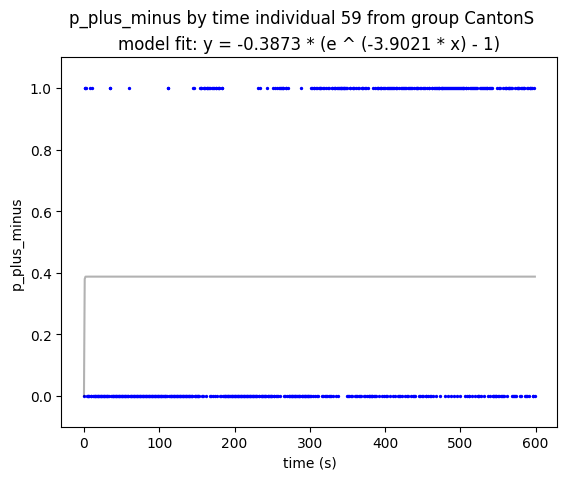 p_plus_minus by time individual 59 from group CantonS
model fit: y = -0.3873 * (e ^ (-3.9021 * x) - 1)
1.0
0.8
0.6
0.4
0.2
0.0
p_plus_minus
0 100 200 300 400 500 600
time (s)